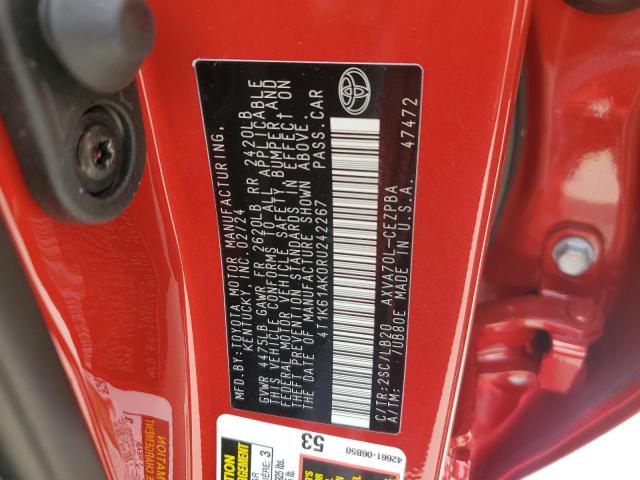 MFD.BY:TOYOTA MOTOR MANUFACTURING,
KENTUCKY, INC. 02/24
GVWR 4475LB GAWR FR 2620LB RR 2420LB
THIS VEHICLE CONFORMS TO ALL APPLICABLE
FEDERAL MOTOR VEHICLE SAFETY, BUMPER, AND
THEFT PREVENTION STANDARDS IN EFFECT ON
THE DATE OF MANUFACTURE SHOWN ABOVE.
4T1K61AK0RU242267 PASS.CAR
C/TR:2SC/LB20 AXVA70L-CEZPBA
A/TM: 7UB80E MADE IN U.S.A. 47472
53
42661-06B50